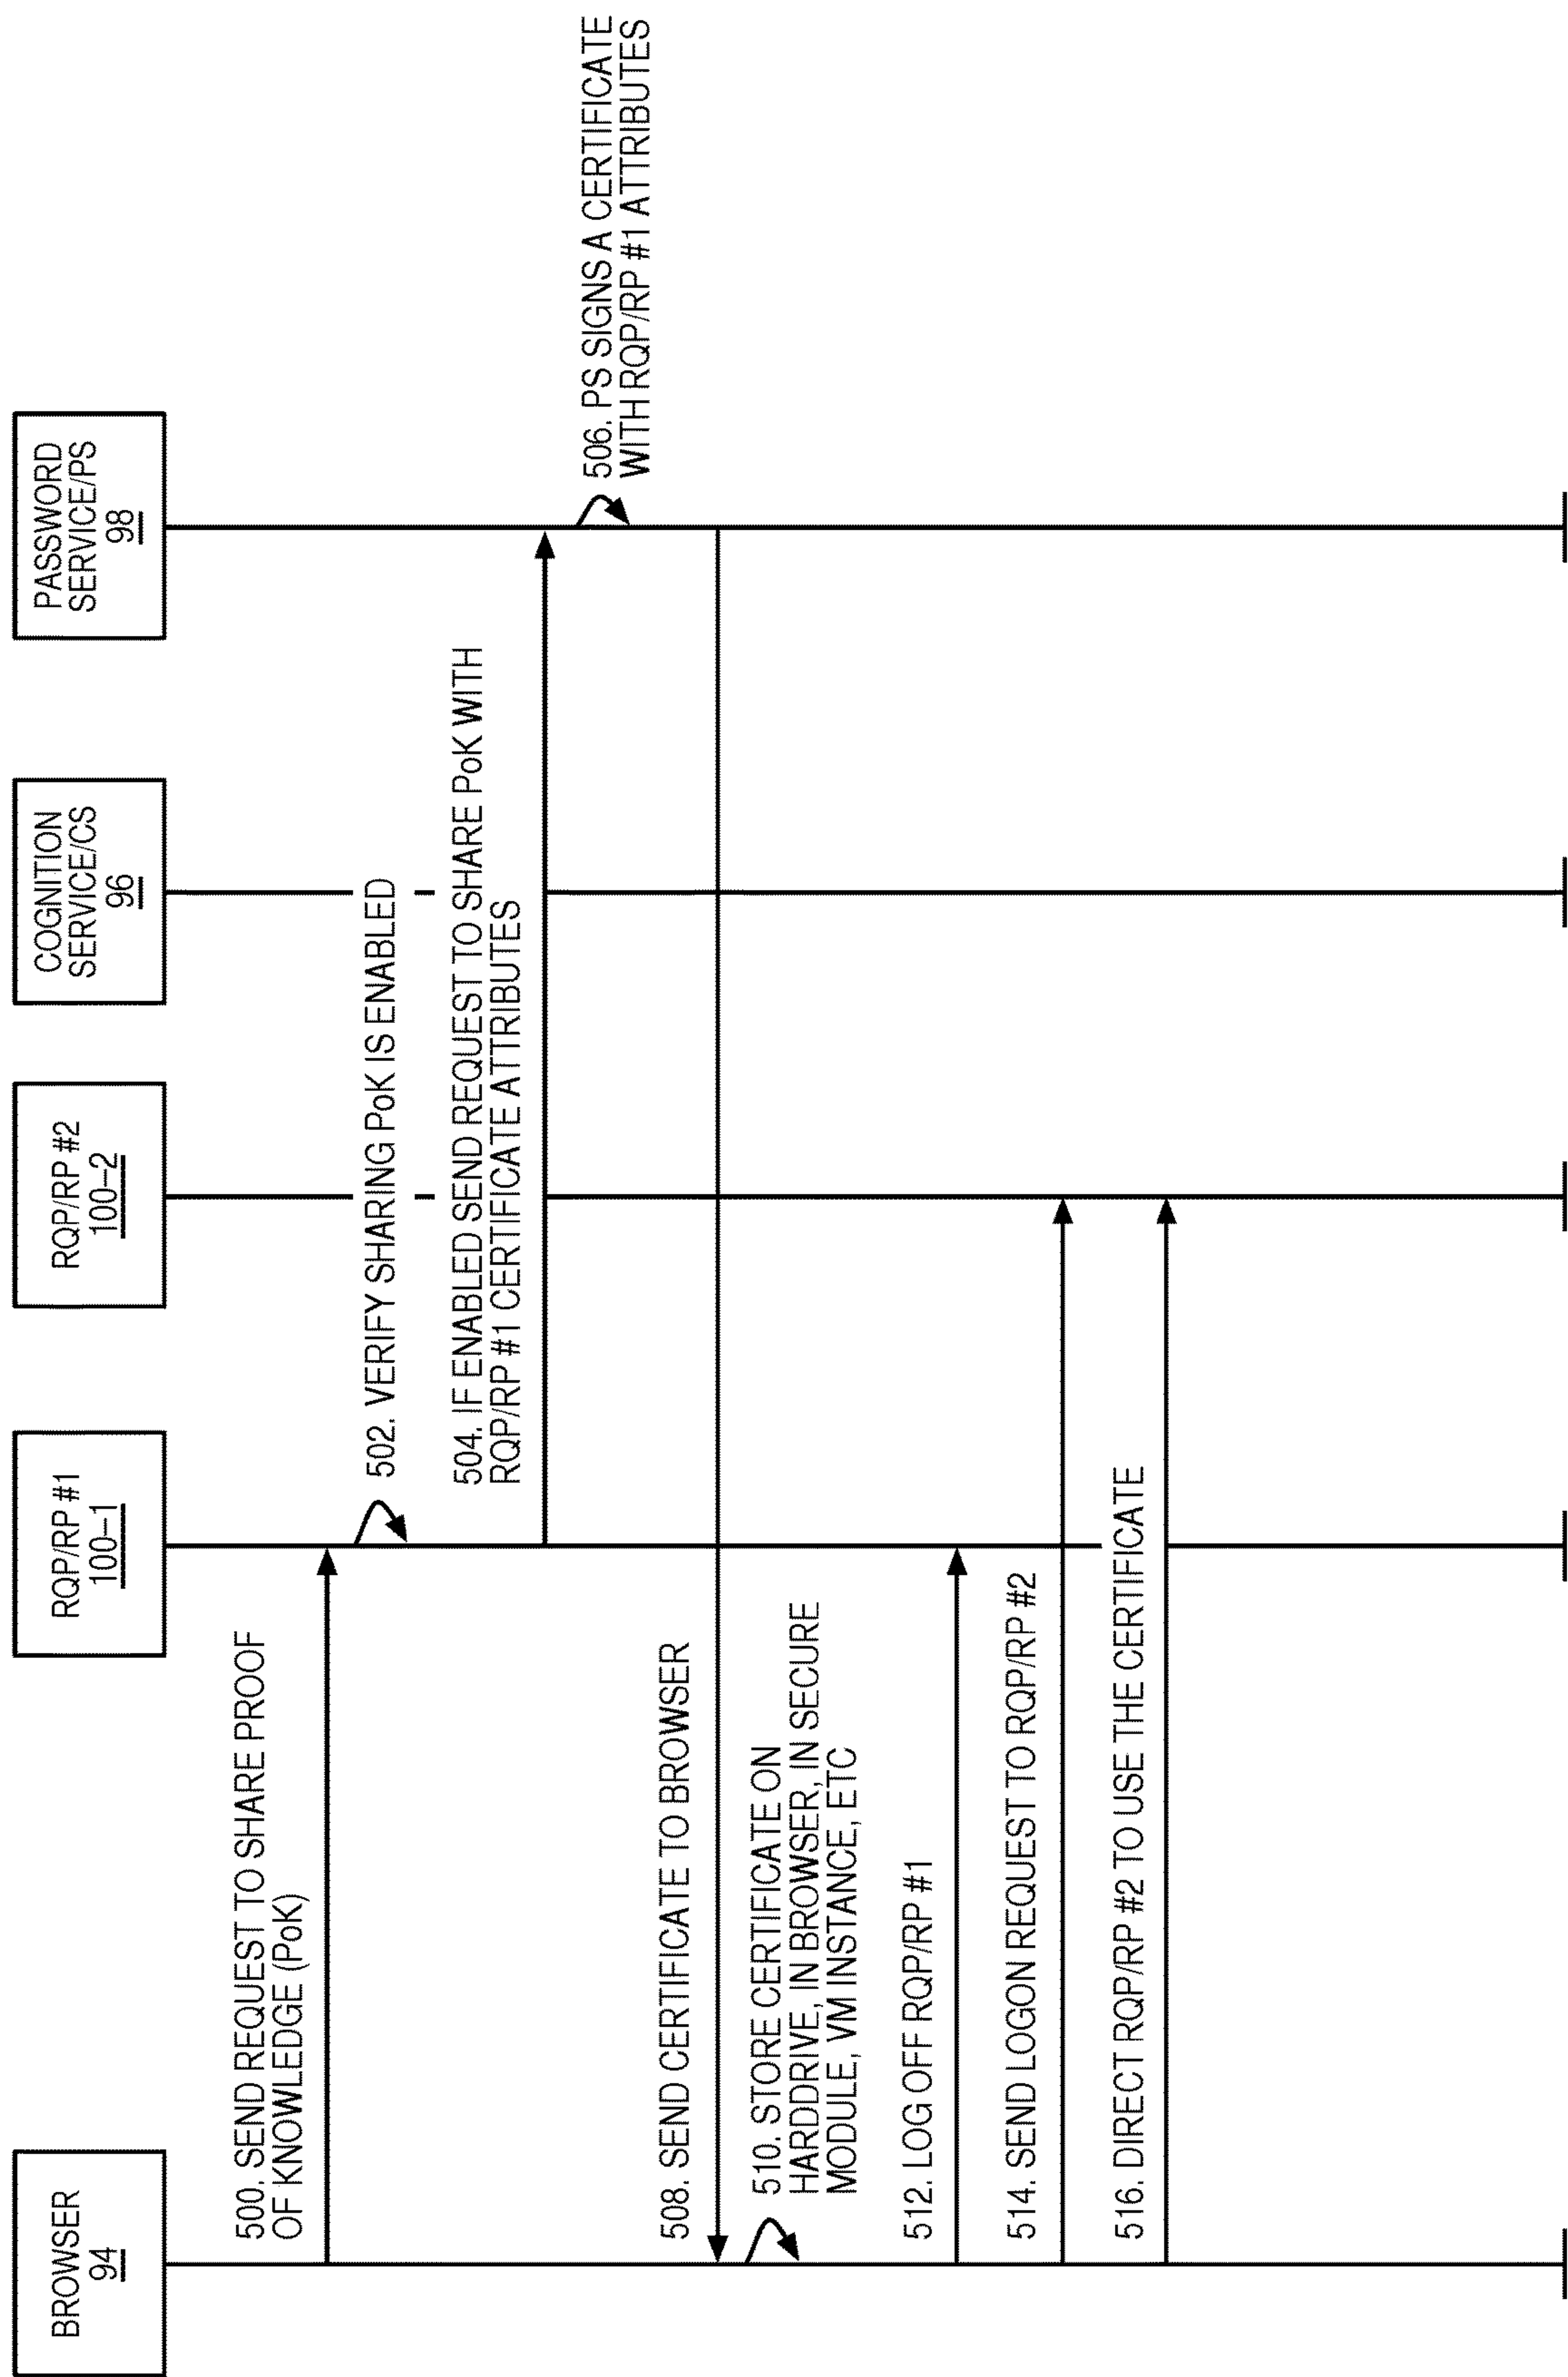 BROWSER
94
RQP/RP #1
100–1
RQP/RP #2
100–2
COGNITION
SERVICE/CS
96
PASSWORD
SERVICE/PS
98
500. SEND REQUEST TO SHARE PROOF
OF KNOWLEDGE (PoK)
502. VERIFY SHARING PoK IS ENABLED
504. IF ENABLED SEND REQUEST TO SHARE PoK WITH
RQP/RP #1 CERTIFICATE ATTRIBUTES
506. PS SIGNS A CERTIFICATE
WITH RQP/RP #1 ATTRIBUTES
508. SEND CERTIFICATE TO BROWSER
510. STORE CERTIFICATE ON
HARDDRIVE, IN BROWSER, IN SECURE
MODULE, VM INSTANCE, ETC
512. LOG OFF RQP/RP #1
514. SEND LOGON REQUEST TO RQP/RP #2
516. DIRECT RQP/RP #2 TO USE THE CERTIFICATE